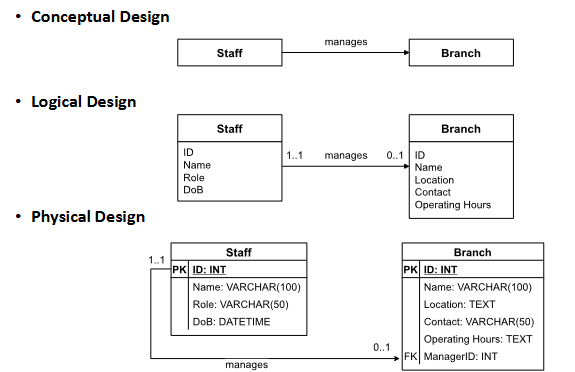 • Conceptual Design
Staff
manages
Branch
• Logical Design
Staff
ID
Name
Role
DoB
1..1
manages
0..1
Branch
ID
Name
Location
Contact
Operating Hours
• Physical Design
1..1
Staff
PK ID: INT
Name: VARCHAR(100)
Role: VARCHAR(50)
DoB: DATETIME
manages
0..1
Branch
PK ID: INT
Name: VARCHAR(100)
Location: TEXT
Contact: VARCHAR(50)
Operating Hours: TEXT
FK ManagerID: INT